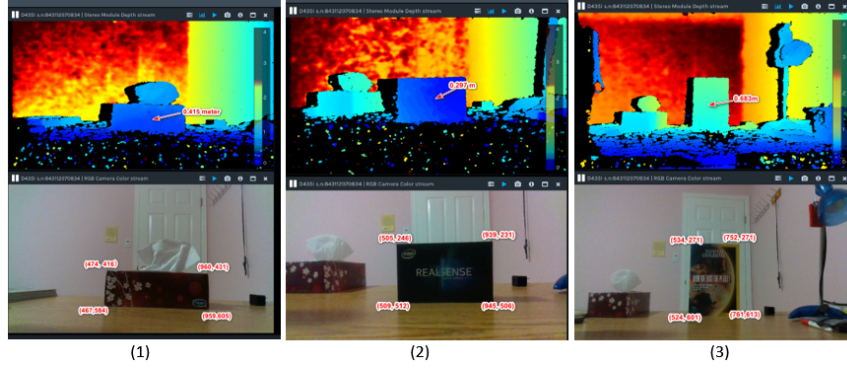 D435I s.n:843112070834 | Stereo Module Depth stream
0.415 meter
D435I s.n:843112070834 | RGB Camera Color stream
(474, 416)
(960, 431)
(467,584)
(959,605)
(1)
D435I s.n:843112070834 | Stereo Module Depth stream
0.297 m
D435I s.n:843112070834 | RGB Camera Color stream
(505, 246)
(939, 231)
intel
REALSENSE
(509, 512)
(945, 506)
(2)
D435I s.n:843112070834 | Stereo Module Depth stream
0.683m
D435I s.n:843112070834 | RGB Camera Color stream
(534, 271)
(752, 271)
(524, 601)
(761,613)
(3)